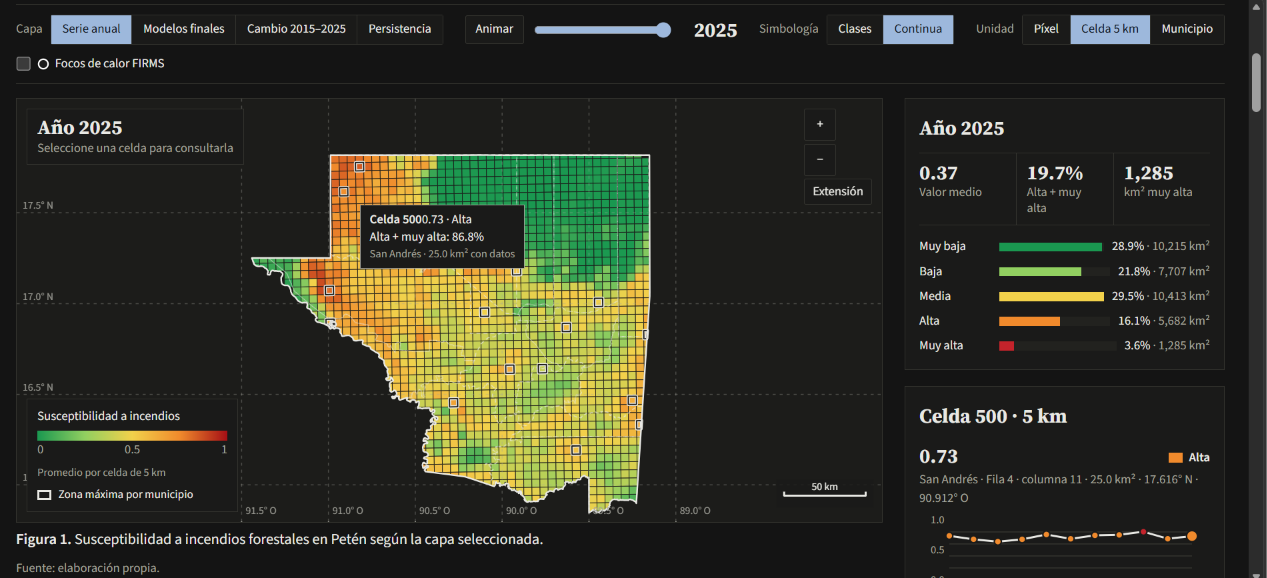 Capa Serie anual Modelos finales Cambio 2015–2025 Persistencia Animar 2025 Simbología Clases Continua Unidad Píxel Celda 5 km Municipio
Focos de calor FIRMS
Año 2025
Seleccione una celda para consultarla
+
−
Extensión
17.5° N
17.0° N
16.5° N
1
Celda 5000.73 · Alta
Alta + muy alta: 86.8%
San Andrés · 25.0 km² con datos
Susceptibilidad a incendios
0 0.5 1
Promedio por celda de 5 km
Zona máxima por municipio
50 km
91.5° O 91.0° O 90.5° O 90.0° O 89.0° O
Figura 1. Susceptibilidad a incendios forestales en Petén según la capa seleccionada.
Fuente: elaboración propia.
Año 2025
0.37
Valor medio
19.7%
Alta + muy
alta
1,285
km² muy alta
Muy baja 28.9% · 10,215 km²
Baja 21.8% · 7,707 km²
Media 29.5% · 10,413 km²
Alta 16.1% · 5,682 km²
Muy alta 3.6% · 1,285 km²
Celda 500 · 5 km
0.73 Alta
San Andrés · Fila 4 · columna 11 · 25.0 km² · 17.616° N ·
90.912° O
1.0
0.5